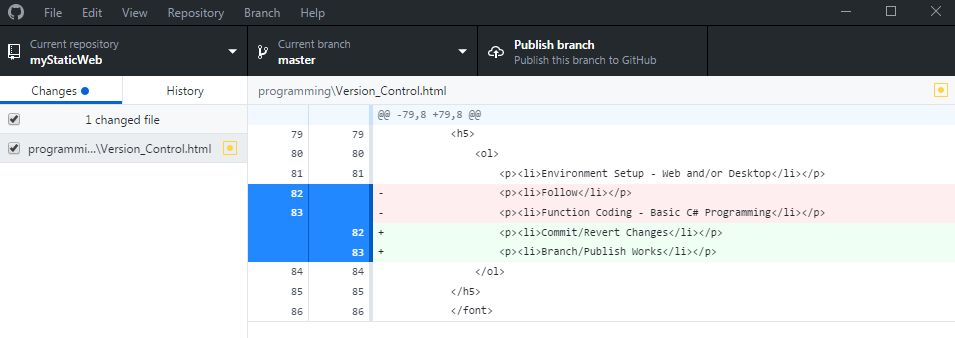 File Edit View Repository Branch Help
Current repository
myStaticWeb
Current branch
master
Publish branch
Publish this branch to GitHub
Changes History
programming\Version_Control.html
1 changed file
programmi...\Version_Control.html
@@ -79,8 +79,8 @@
79 79 <h5>
80 80 <ol>
81 81 <p><li>Environment Setup - Web and/or Desktop</li></p>
82 - <p><li>Follow</li></p>
83 - <p><li>Function Coding - Basic C# Programming</li></p>
82 + <p><li>Commit/Revert Changes</li></p>
83 + <p><li>Branch/Publish Works</li></p>
84 84 </ol>
85 85 </h5>
86 86 </font>